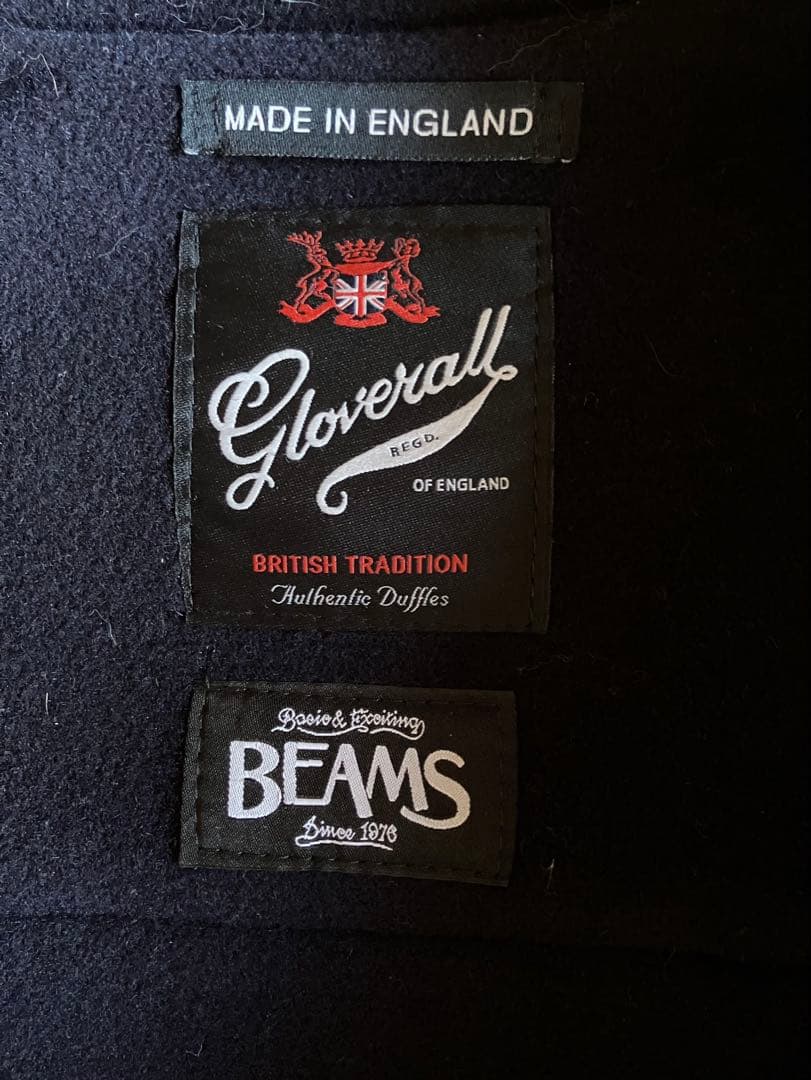 MADE IN ENGLAND
Gloverall
REGD.
OF ENGLAND
BRITISH TRADITION
Authentic Duffles
Basic & Exciting
BEAMS
Since 1976